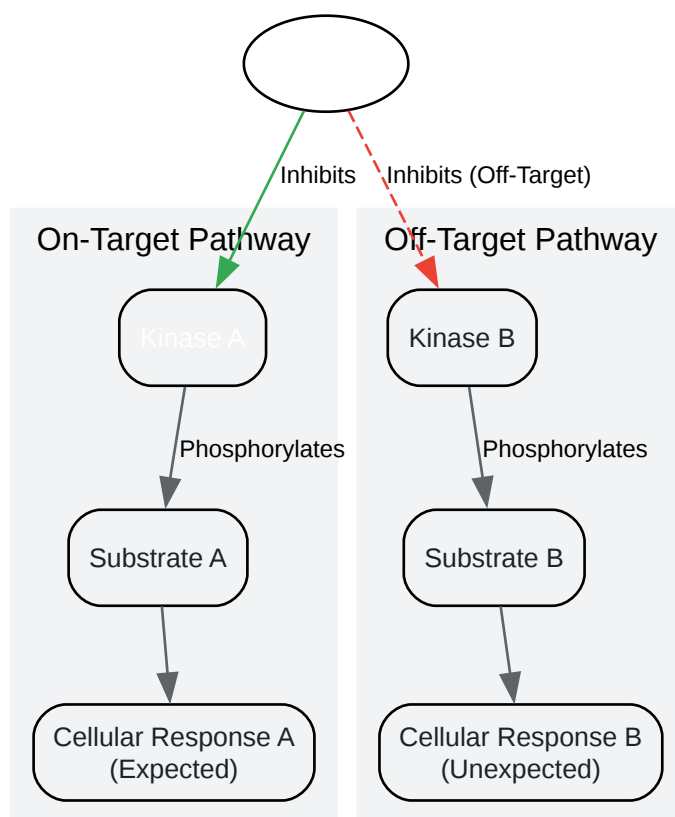 Inhibits
Inhibits (Off-Target)
On-Target Pathway
Off-Target Pathway
Kinase A
Kinase B
Phosphorylates
Phosphorylates
Substrate A
Substrate B
Cellular Response A
(Expected)
Cellular Response B
(Unexpected)